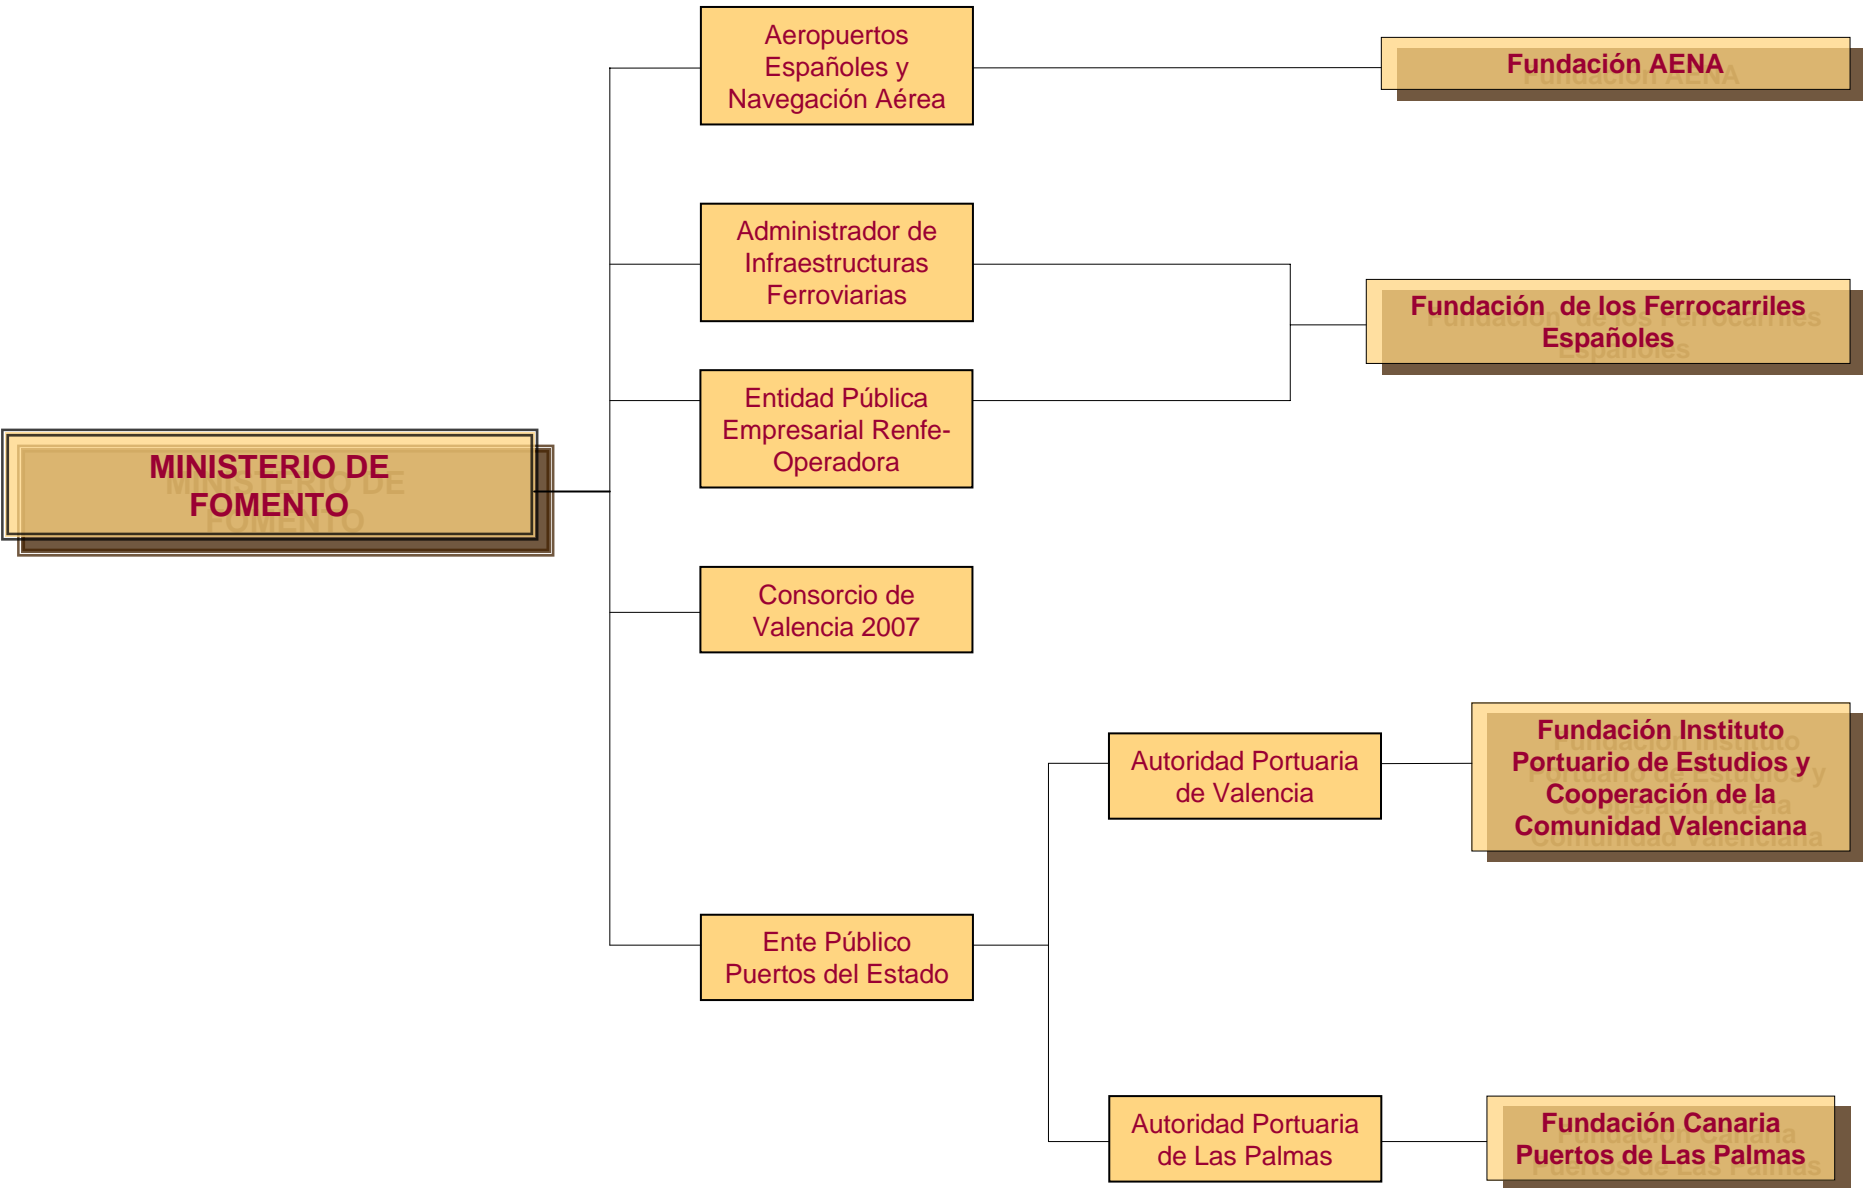 Aeropuertos
Españoles y
Navegación Aérea
Fundación AENA
Administrador de
Infraestructuras
Ferroviarias
Fundación de los Ferrocarriles
Españoles
Entidad Pública
Empresarial Renfe-
Operadora
MINISTERIO DE
FOMENTO
Consorcio de
Valencia 2007
Autoridad Portuaria
de Valencia
Fundación Instituto
Portuario de Estudios y
Cooperación de la
Comunidad Valenciana
Ente Público
Puertos del Estado
Autoridad Portuaria
de Las Palmas
Fundación Canaria
Puertos de Las Palmas